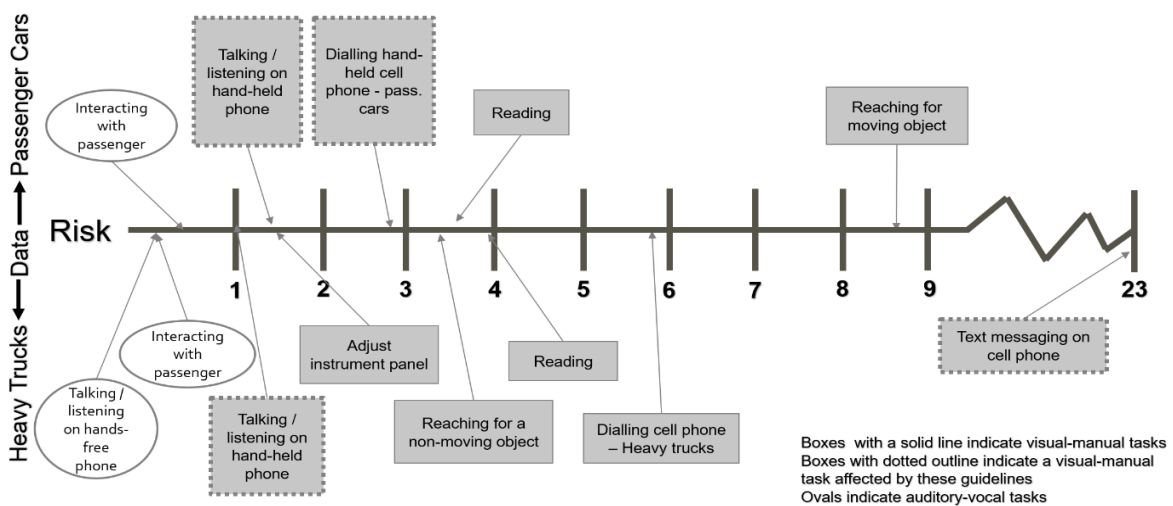 Passenger Cars
Data
Heavy Trucks
Interacting
with
passenger
Talking /
listening on
hand-held
phone
Dialling hand-
held cell
phone - pass.
cars
Reading
Reaching for
moving object
Risk
1
2
3
4
5
6
7
8
9
23
Talking /
listening
on hands-
free
phone
Interacting
with
passenger
Talking /
listening on
hand-held
phone
Adjust
instrument panel
Reaching for a
non-moving object
Reading
Dialling cell phone
– Heavy trucks
Text messaging on
cell phone
Boxes with a solid line indicate visual-manual tasks
Boxes with dotted outline indicate a visual-manual
task affected by these guidelines
Ovals indicate auditory-vocal tasks